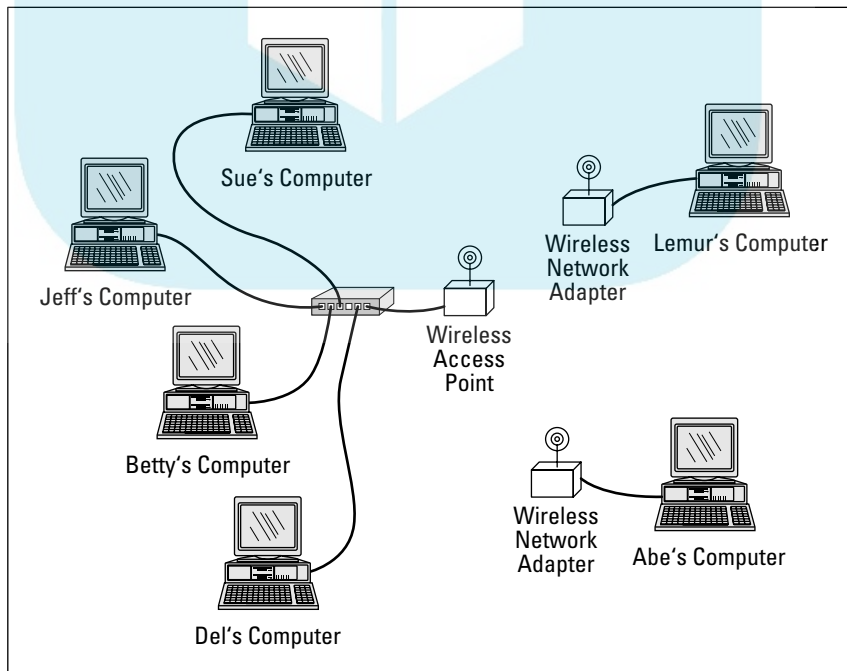 Sue's Computer
Lemur's Computer
Wireless
Network
Adapter
Jeff's Computer
Wireless
Access
Point
Betty's Computer
Wireless
Network
Adapter
Abe's Computer
Del's Computer